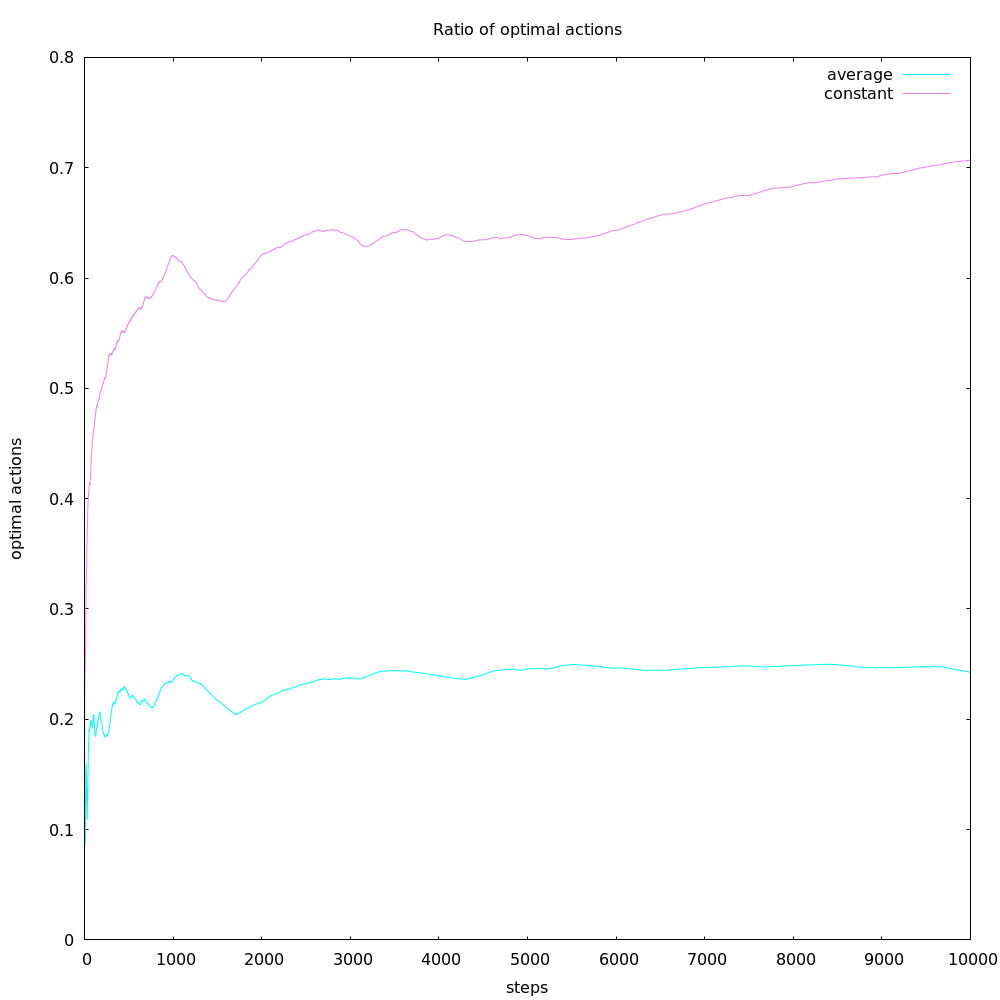 Ratio of optimal actions
average
constant
0.8
0.7
0.6
0.5
0.4
0.3
0.2
0.1
0
optimal actions
0 1000 2000 3000 4000 5000 6000 7000 8000 9000 10000
steps